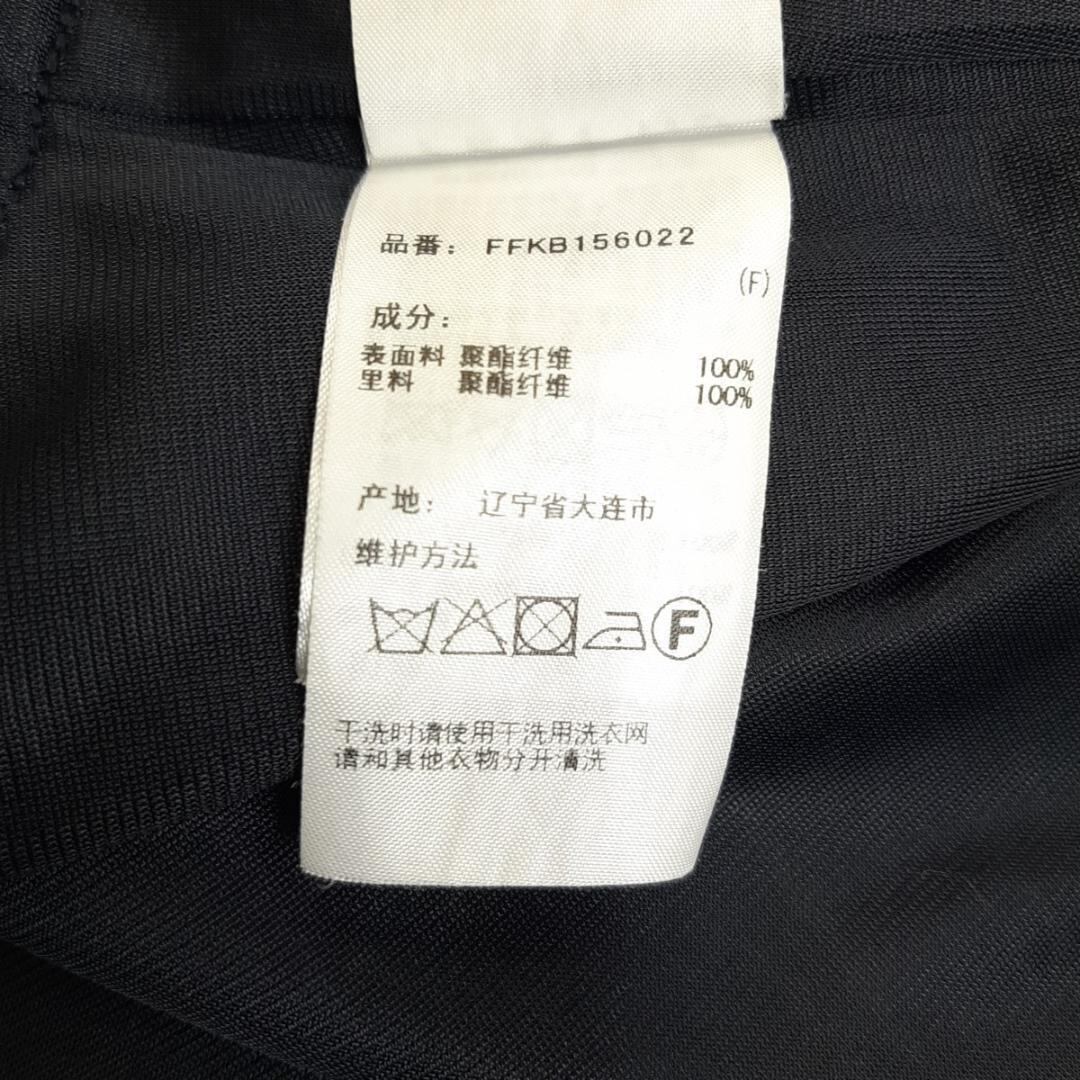 品番: FFKB156022
(F)
成分:
表面料 聚酯纤维 100%
里料 聚酯纤维 100%
产地: 辽宁省大连市
维护方法
F
干洗时请使用干洗用洗衣网
请和其他衣物分开清洗